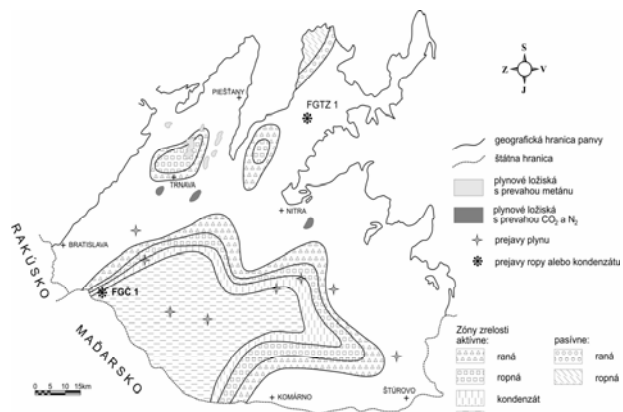 S
Z V
J
PIEŠŤANY
FGTZ 1
TRNAVA
NITRA
BRATISLAVA
RAKÚSKO
FGČ 1
MAĎARSKO
KOMÁRNO
ŠTÚROVO
0 5 10 15km
geografická hranica panvy
štátna hranica
plynové ložiská
s prevahou metánu
plynové ložiská
s prevahou CO₂ a N₂
prejavy plynu
prejavy ropy alebo kondenzátu
Zóny zrelosti
aktívne: pasívne:
raná raná
ropná ropná
kondenzát